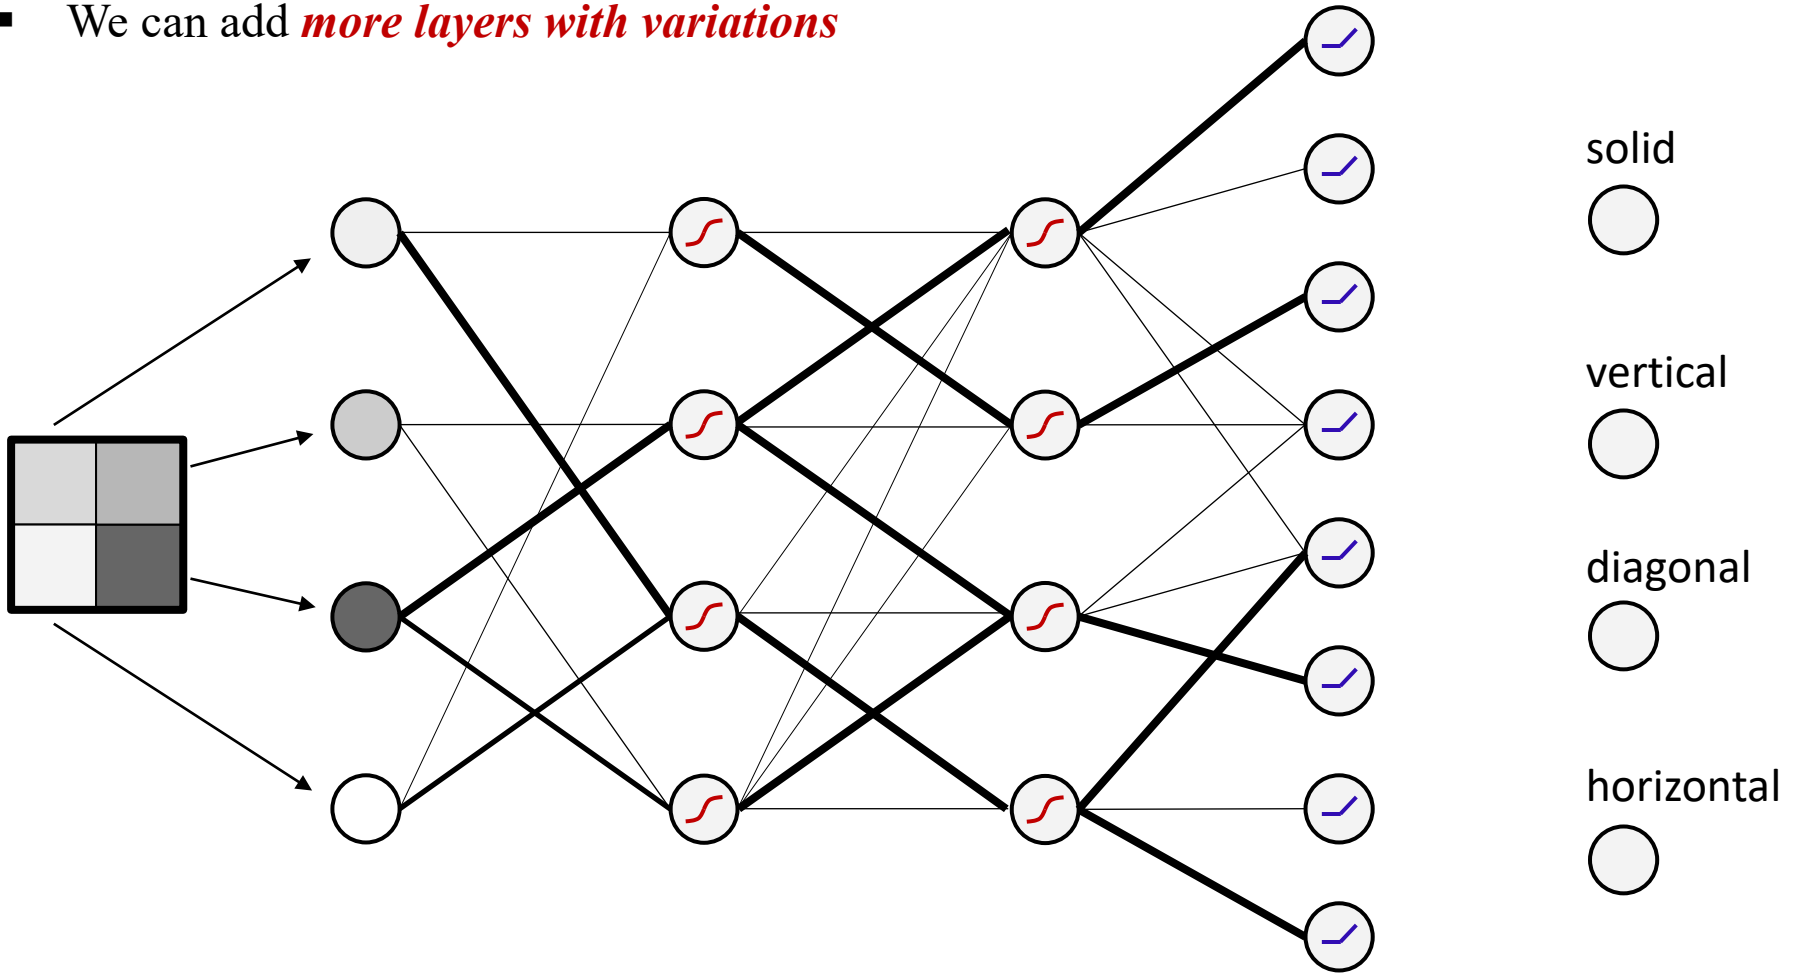 ▪ We can add more layers with variations
solid
vertical
diagonal
horizontal